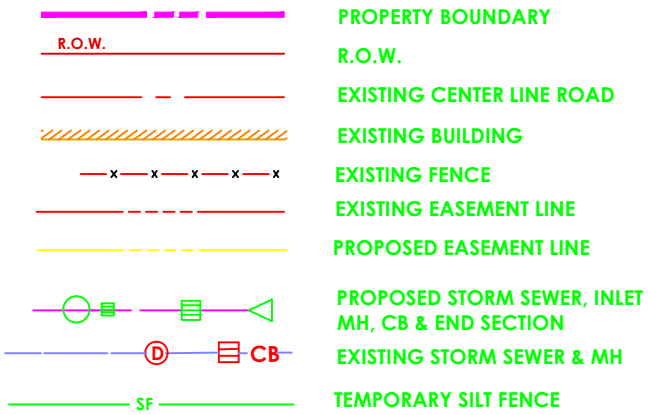 PROPERTY BOUNDARY
R.O.W.
R.O.W.
EXISTING CENTER LINE ROAD
EXISTING BUILDING
x x x x x EXISTING FENCE
EXISTING EASEMENT LINE
PROPOSED EASEMENT LINE
PROPOSED STORM SEWER, INLET
MH, CB & END SECTION
D CB EXISTING STORM SEWER & MH
SF TEMPORARY SILT FENCE